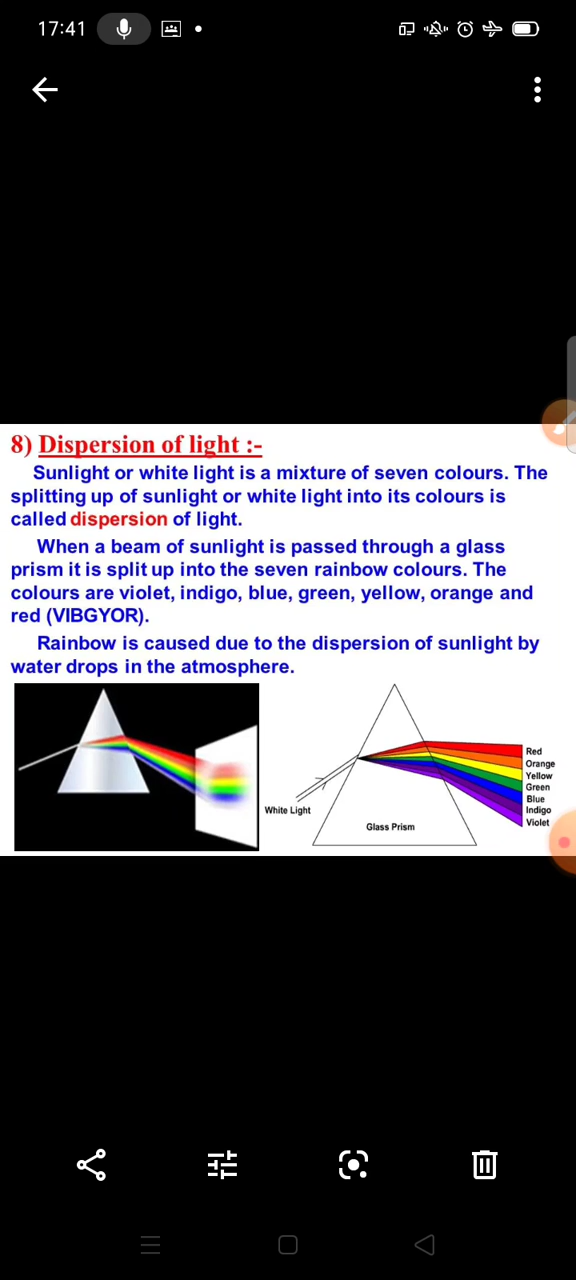 17:41
8) Dispersion of light :-
Sunlight or white light is a mixture of seven colours. The
splitting up of sunlight or white light into its colours is
called dispersion of light.
When a beam of sunlight is passed through a glass
prism it is split up into the seven rainbow colours. The
colours are violet, indigo, blue, green, yellow, orange and
red (VIBGYOR).
Rainbow is caused due to the dispersion of sunlight by
water drops in the atmosphere.
White Light
Glass Prism
Red
Orange
Yellow
Green
Blue
Indigo
Violet